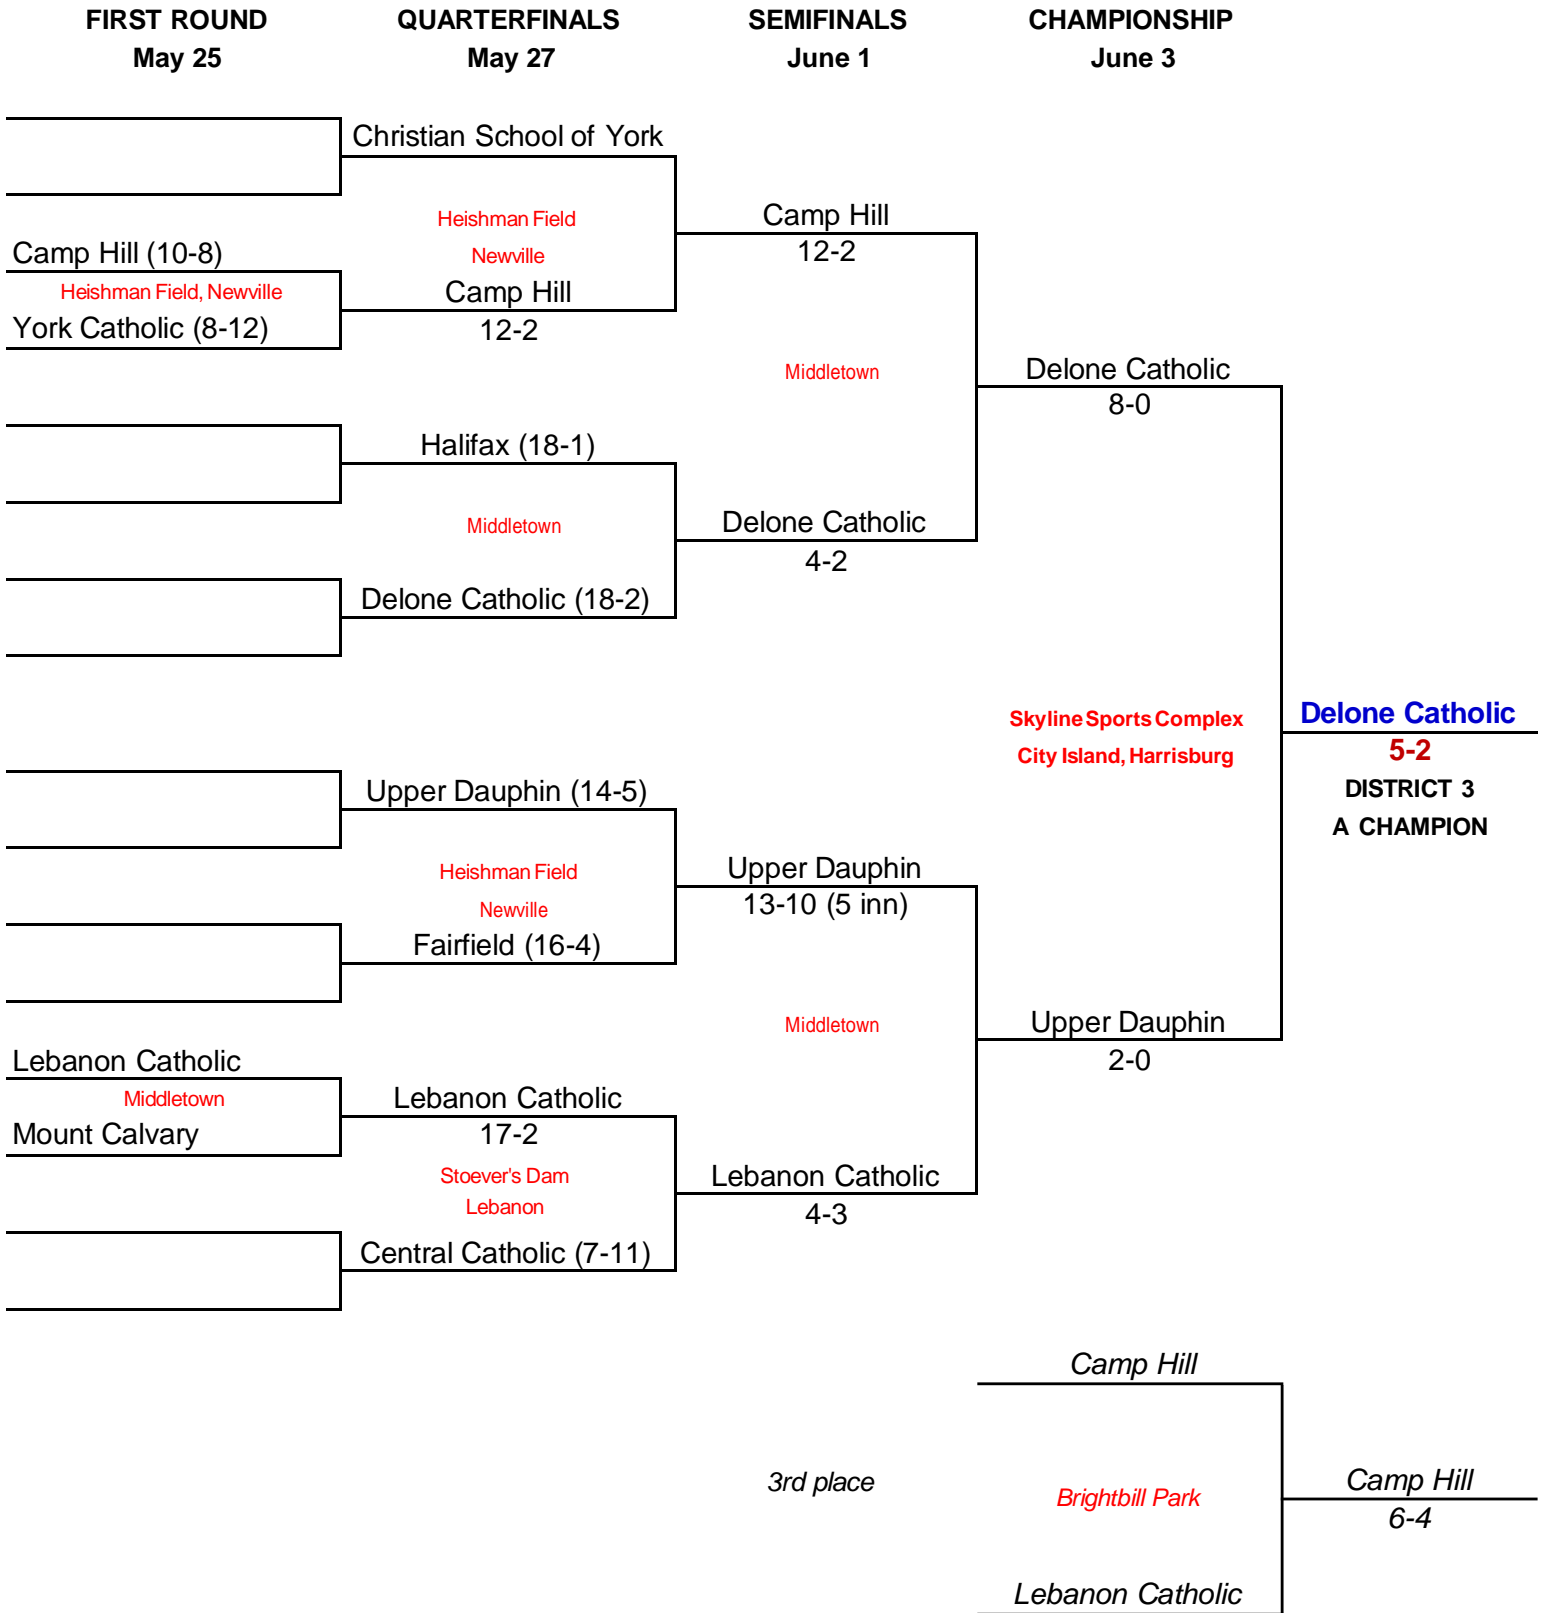 FIRST ROUND QUARTERFINALS SEMIFINALS CHAMPIONSHIP
May 25 May 27 June 1 June 3
Christian School of York
Heishman Field
Newville
Camp Hill
12-2
Camp Hill (10-8)
Heishman Field, Newville
York Catholic (8-12)
Camp Hill
12-2
Middletown
Delone Catholic
8-0
Halifax (18-1)
Middletown
Delone Catholic
4-2
Delone Catholic (18-2)
Skyline Sports Complex
City Island, Harrisburg
Delone Catholic
5-2
DISTRICT 3
A CHAMPION
Upper Dauphin (14-5)
Heishman Field
Newville
Upper Dauphin
13-10 (5 inn)
Fairfield (16-4)
Middletown
Upper Dauphin
2-0
Lebanon Catholic
Middletown
Mount Calvary
Lebanon Catholic
17-2
Stoever's Dam
Lebanon
Lebanon Catholic
4-3
Central Catholic (7-11)
Camp Hill
3rd place
Brightbill Park
Camp Hill
6-4
Lebanon Catholic